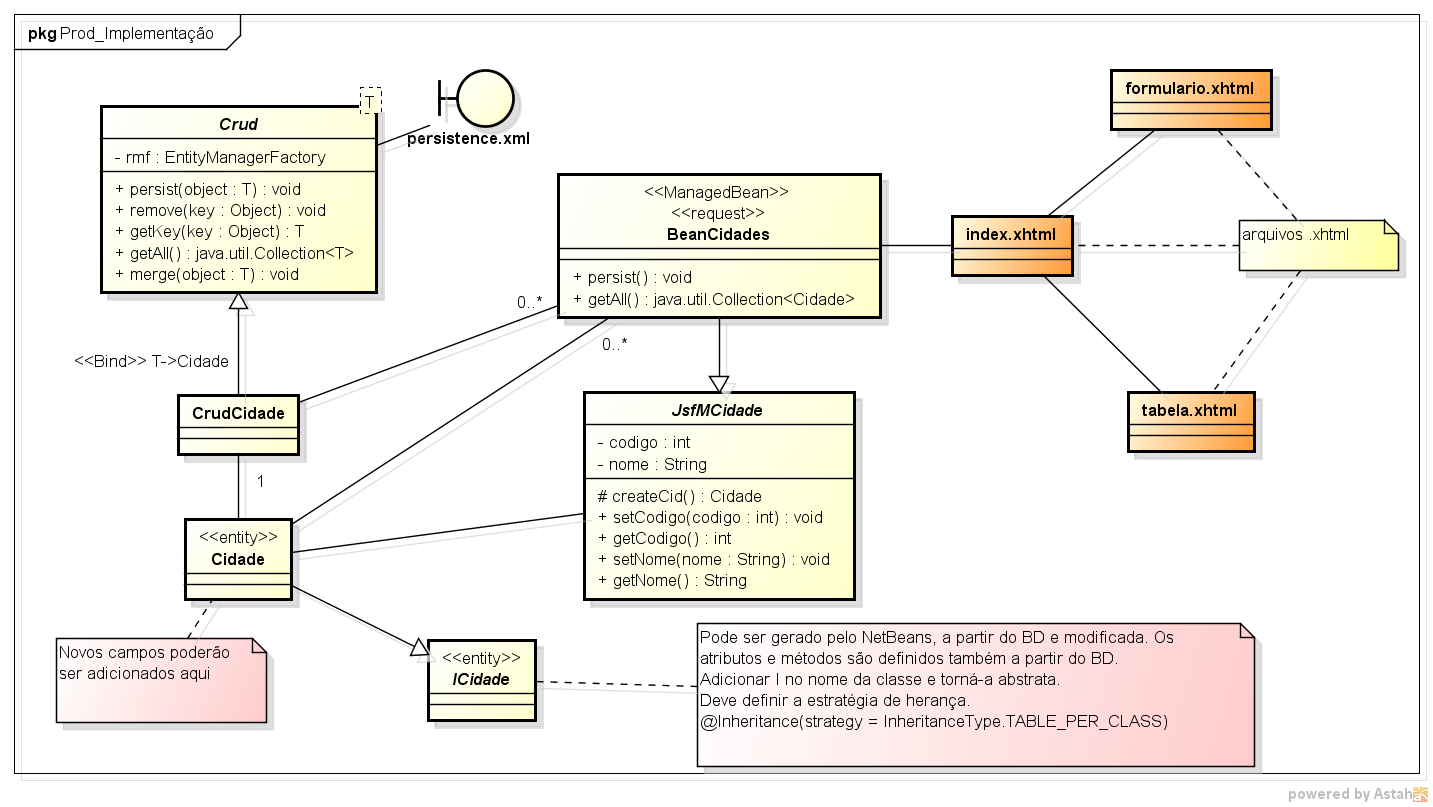 pkg Prod_Implementação
T
Crud
- rmf : EntityManagerFactory
+ persist(object : T) : void
+ remove(key : Object) : void
+ getKey(key : Object) : T
+ getAll() : java.util.Collection<T>
+ merge(object : T) : void
persistence.xml
<<ManagedBean>>
<<request>>
BeanCidades
+ persist() : void
+ getAll() : java.util.Collection<Cidade>
formulario.xhtml
index.xhtml
arquivos .xhtml
tabela.xhtml
0..*
0..*
<<Bind>> T->Cidade
CrudCidade
1
JsfMCidade
- codigo : int
- nome : String
# createCid() : Cidade
+ setCodigo(codigo : int) : void
+ getCodigo() : int
+ setNome(nome : String) : void
+ getNome() : String
<<entity>>
Cidade
Novos campos poderão
ser adicionados aqui
<<entity>>
ICidade
Pode ser gerado pelo NetBeans, a partir do BD e modificada. Os
atributos e métodos são definidos também a partir do BD.
Adicionar I no nome da classe e torná-a abstrata.
Deve definir a estratégia de herança.
@Inheritance(strategy = InheritanceType.TABLE_PER_CLASS)
powered by Astah